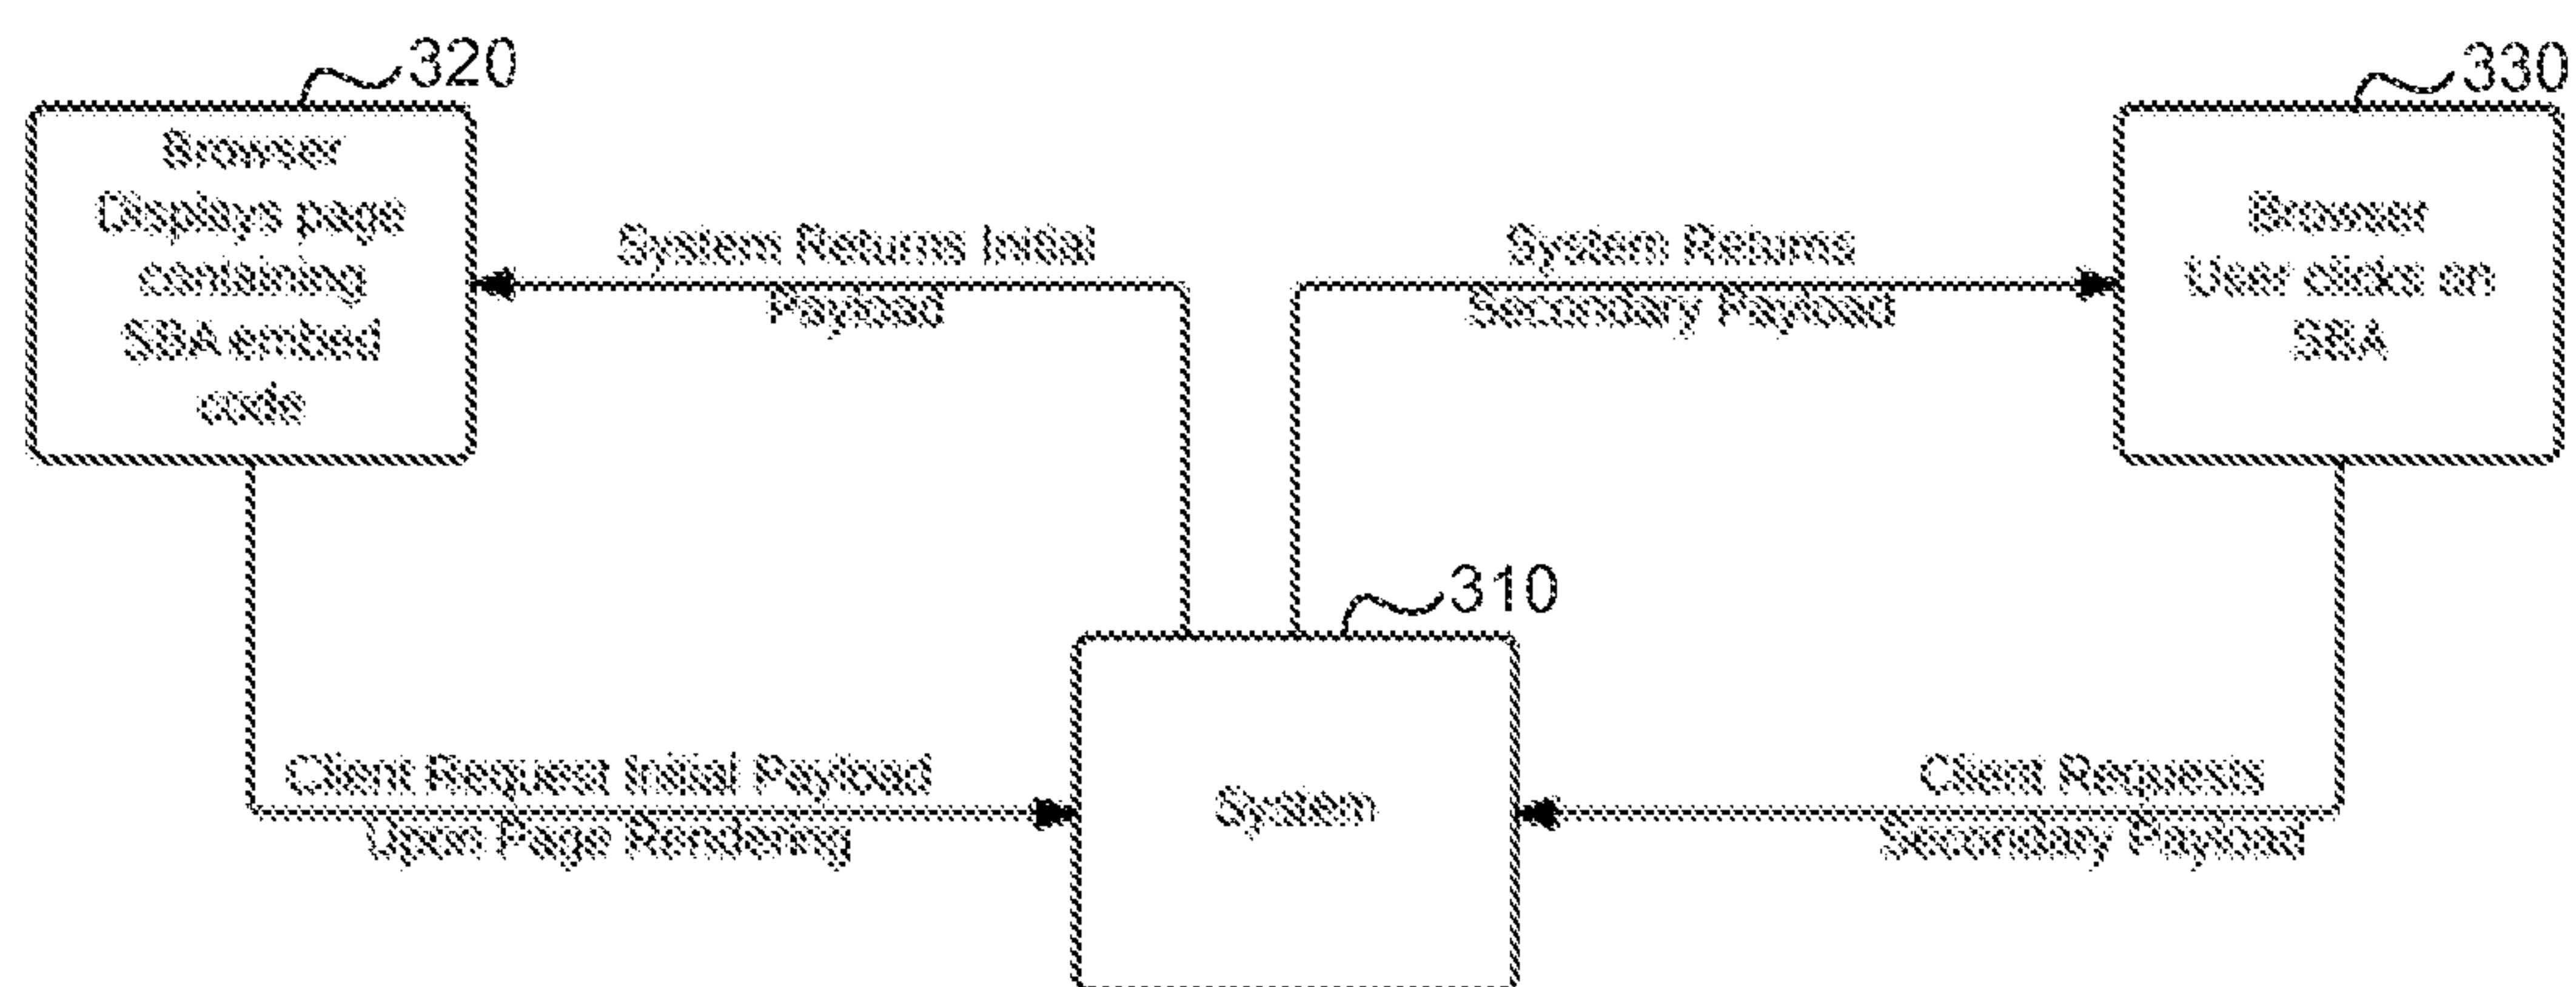 320
Browser
Displays page
containing
SBA embed
code
System Returns Initial
Payload
System Returns
Secondary Payload
330
Browser
User clicks on
SBA
310
System
Client Request Initial Payload
Upon Page Rendering
Client Requests
Secondary Payload